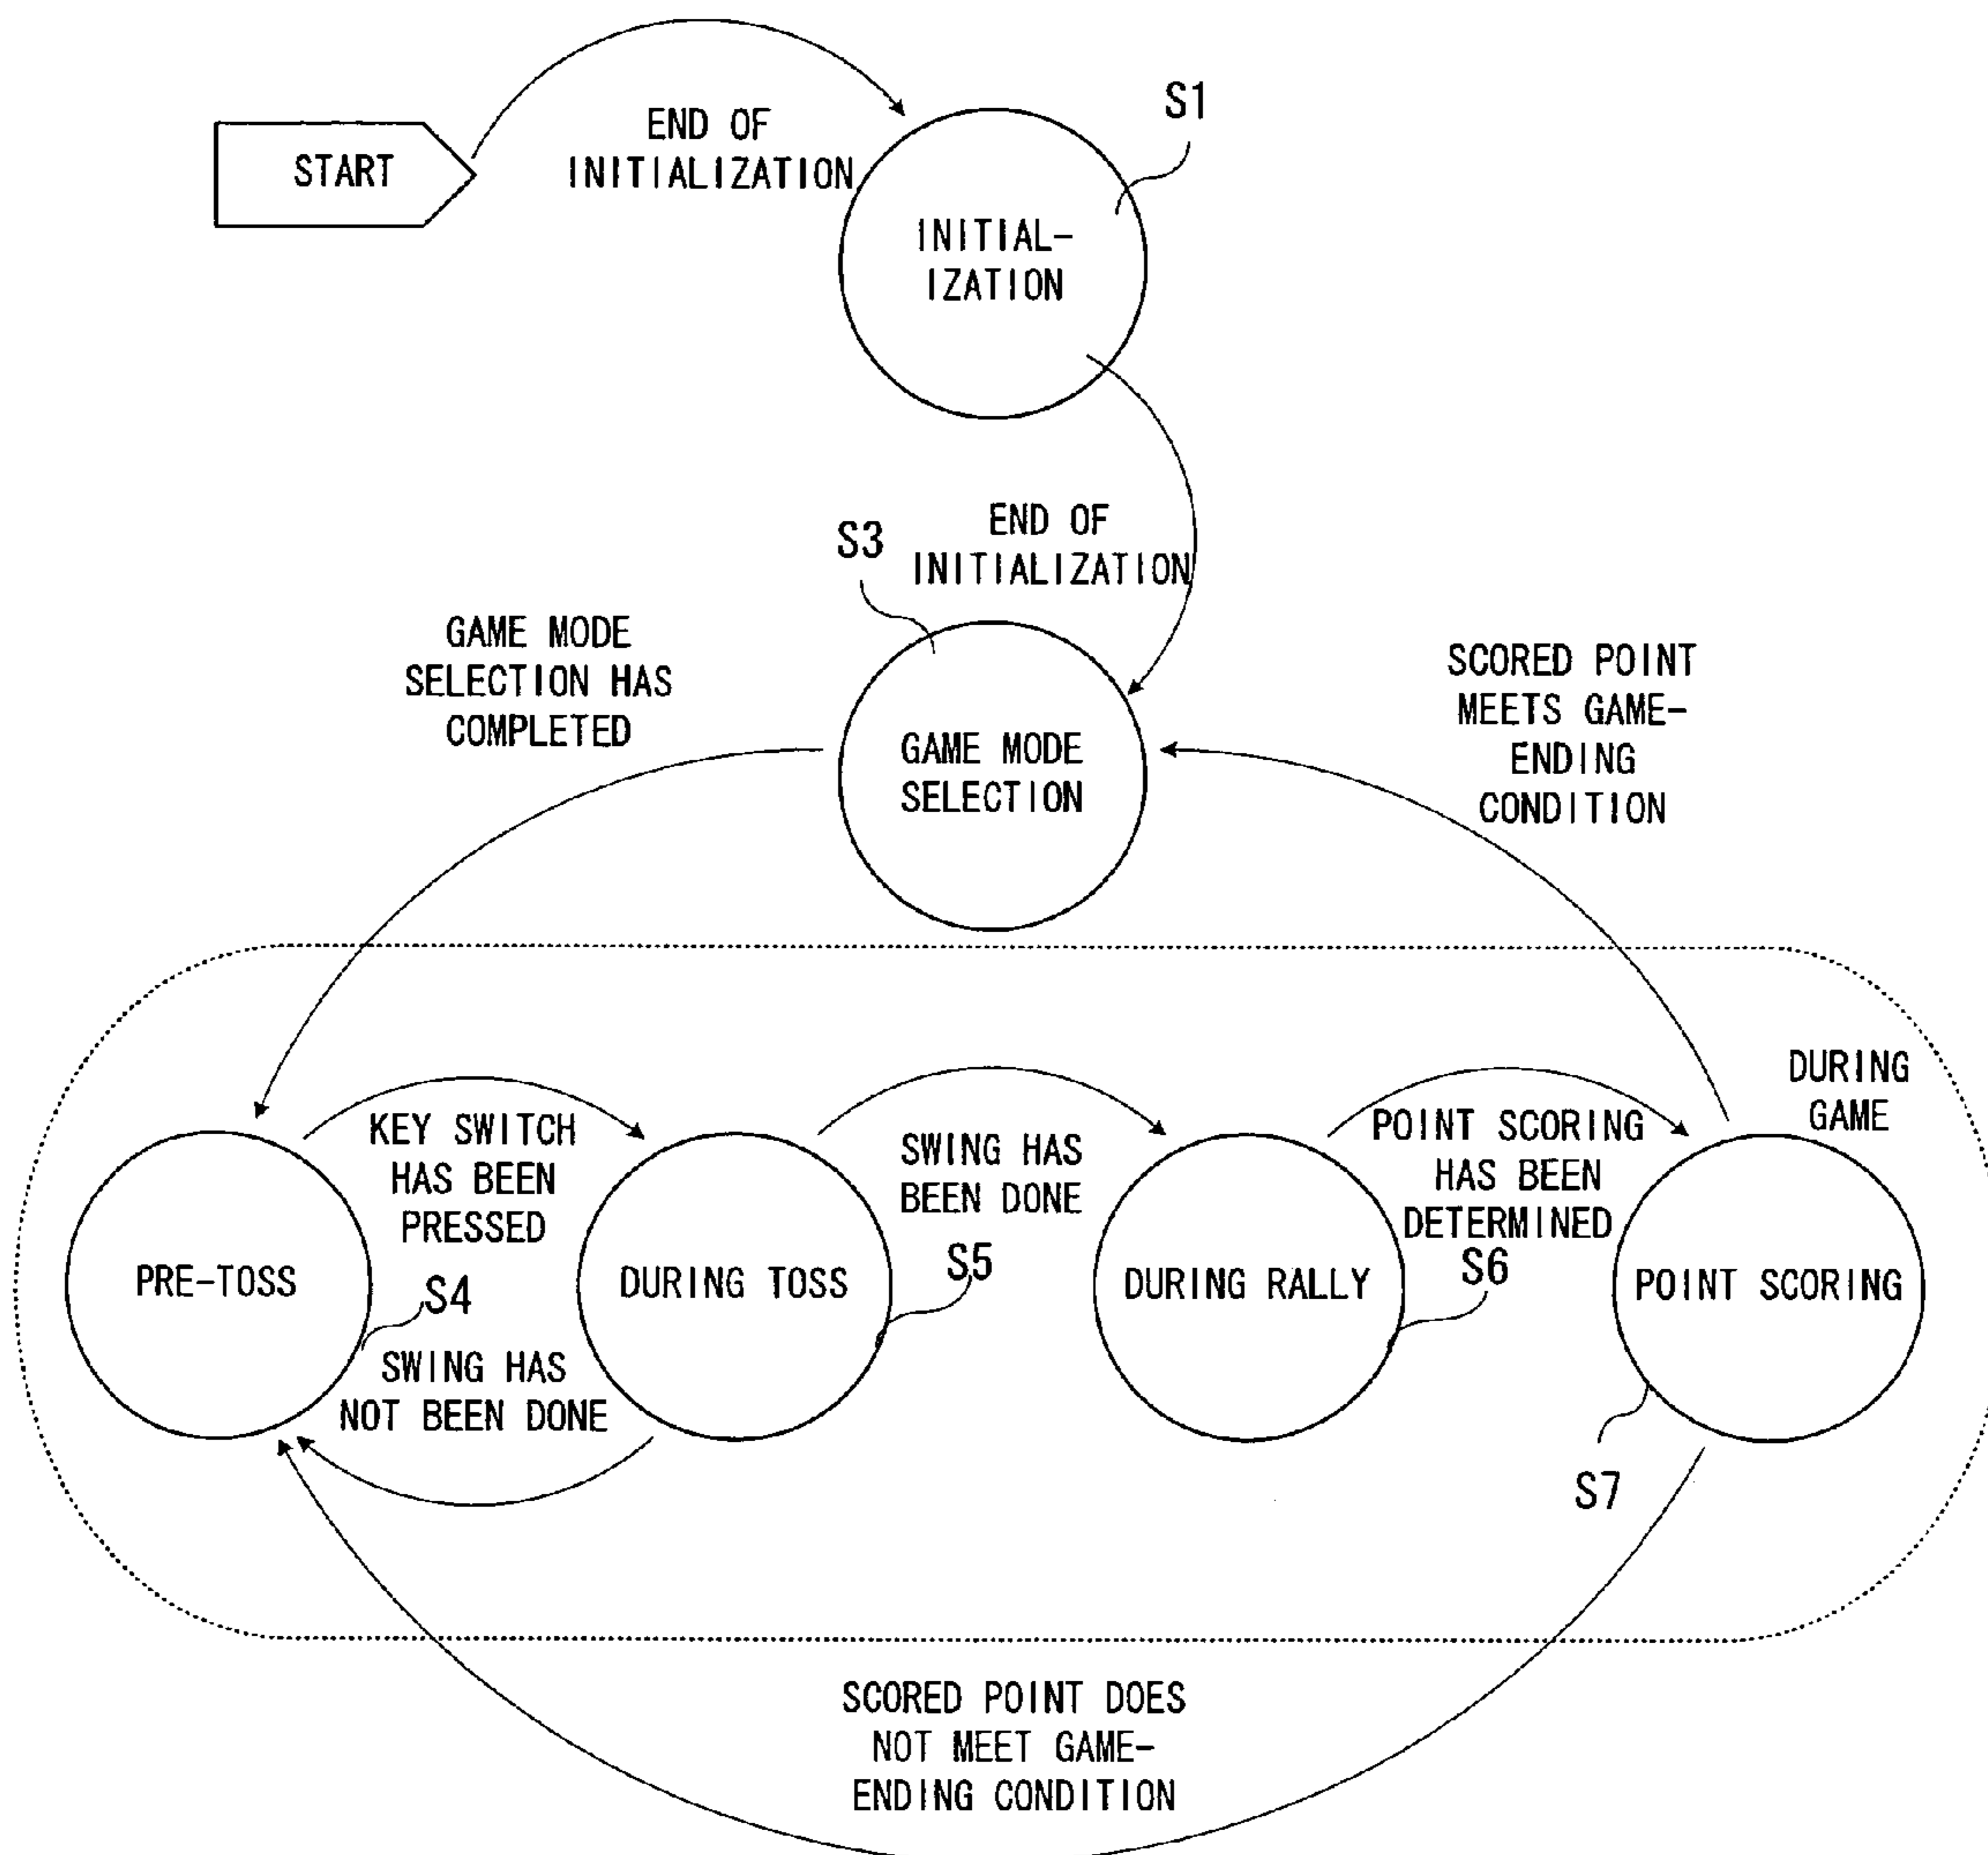 START
END OF
INITIALIZATION
S1
INITIAL-
IZATION
S3
END OF
INITIALIZATION
GAME MODE
SELECTION HAS
COMPLETED
GAME MODE
SELECTION
SCORED POINT
MEETS GAME-
ENDING
CONDITION
DURING
GAME
PRE-TOSS
KEY SWITCH
HAS BEEN
PRESSED
S4
SWING HAS
NOT BEEN DONE
DURING TOSS
SWING HAS
BEEN DONE
S5
DURING RALLY
POINT SCORING
HAS BEEN
DETERMINED
S6
POINT SCORING
S7
SCORED POINT DOES
NOT MEET GAME-
ENDING CONDITION